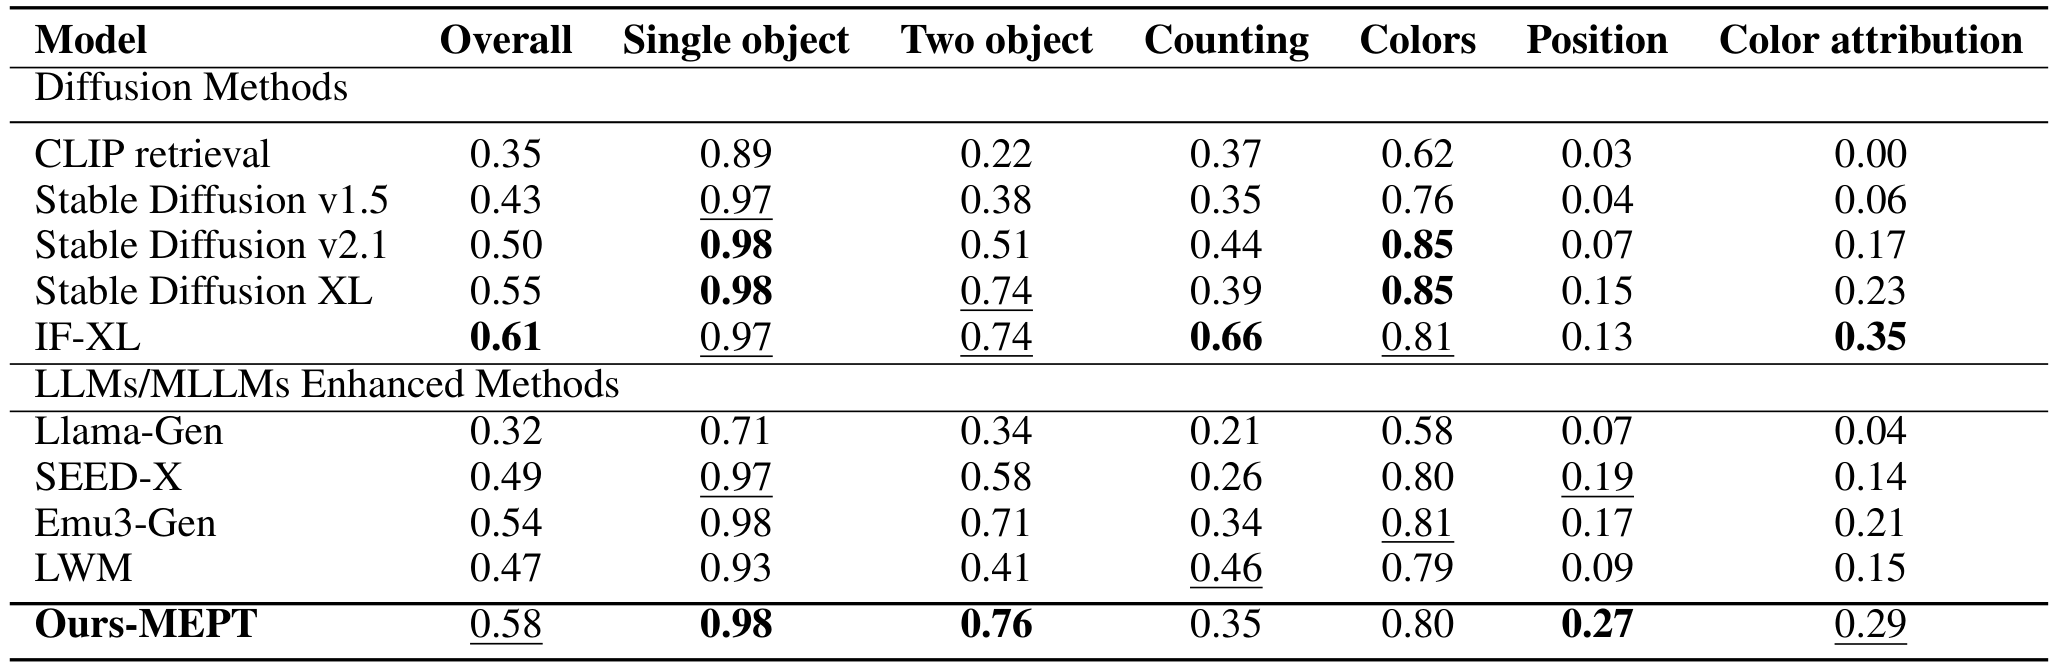 Model Overall Single object Two object Counting Colors Position Color attribution
Diffusion Methods
CLIP retrieval 0.35 0.89 0.22 0.37 0.62 0.03 0.00
Stable Diffusion v1.5 0.43 0.97 0.38 0.35 0.76 0.04 0.06
Stable Diffusion v2.1 0.50 0.98 0.51 0.44 0.85 0.07 0.17
Stable Diffusion XL 0.55 0.98 0.74 0.39 0.85 0.15 0.23
IF-XL 0.61 0.97 0.74 0.66 0.81 0.13 0.35
LLMs/MLLMs Enhanced Methods
Llama-Gen 0.32 0.71 0.34 0.21 0.58 0.07 0.04
SEED-X 0.49 0.97 0.58 0.26 0.80 0.19 0.14
Emu3-Gen 0.54 0.98 0.71 0.34 0.81 0.17 0.21
LWM 0.47 0.93 0.41 0.46 0.79 0.09 0.15
Ours-MEPT 0.58 0.98 0.76 0.35 0.80 0.27 0.29